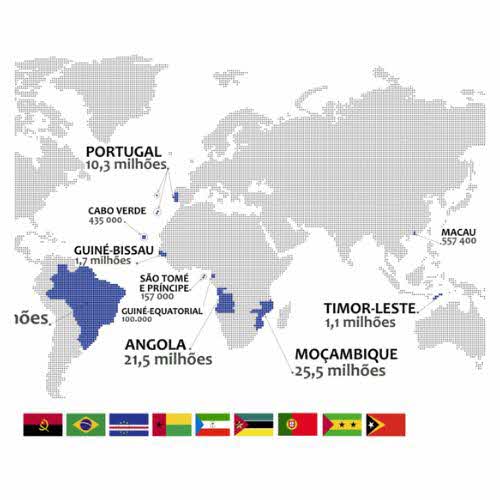 PORTUGAL
10,3 milhões
CABO VERDE
435 000
MACAU
557 400
GUINÉ-BISSAU
1,7 milhões
SÃO TOMÉ
E PRÍNCIPE
157 000
GUINÉ-EQUATORIAL
100.000
TIMOR-LESTE
1,1 milhões
ANGOLA
21,5 milhões
MOÇAMBIQUE
25,5 milhões